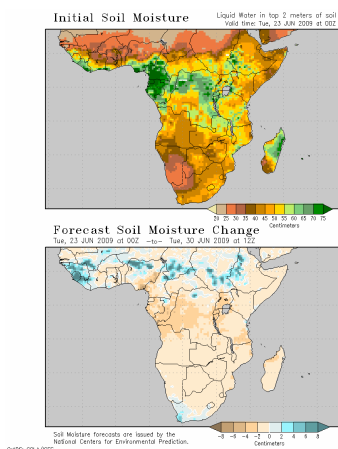 Initial Soil Moisture
Liquid Water in top 2 meters of soil
Valid time: Tue, 23 JUN 2009 at 00Z
20 25 30 35 40 45 50 55 60 65 70 75
Centimeters
Forecast Soil Moisture Change
Tue, 23 JUN 2009 at 00Z -to- Tue, 30 JUN 2009 at 12Z
Soil Moisture forecasts are issued by the
National Centers for Environmental Prediction.
-8 -6 -4 -2 0 2 4 6 8
Centimeters